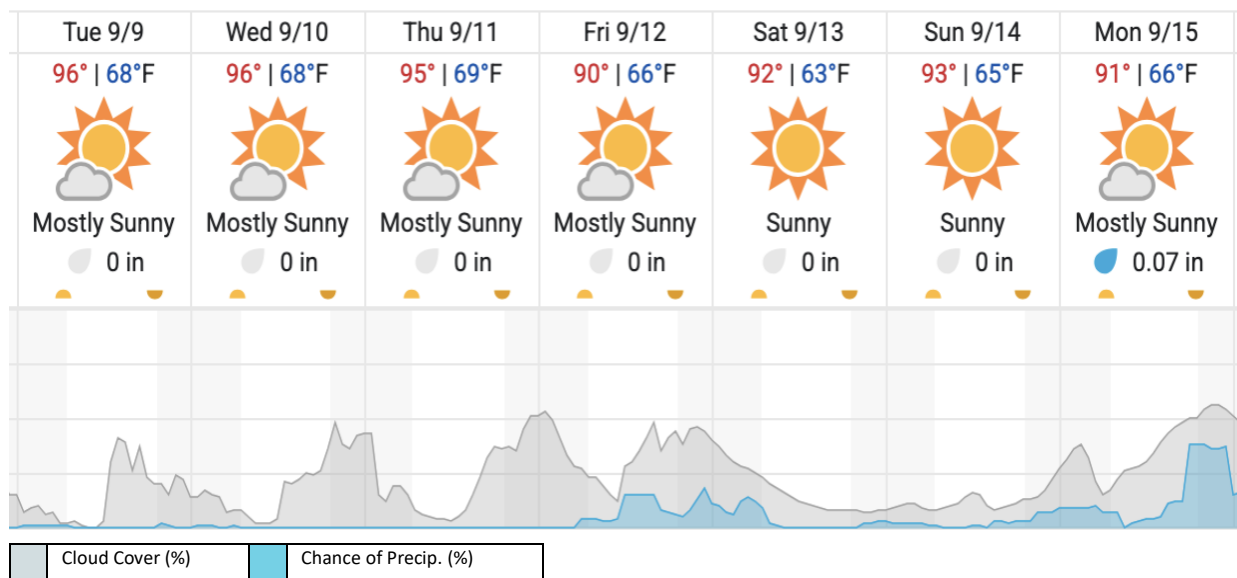 Tue 9/9 Wed 9/10 Thu 9/11 Fri 9/12 Sat 9/13 Sun 9/14 Mon 9/15
96° | 68°F 96° | 68°F 95° | 69°F 90° | 66°F 92° | 63°F 93° | 65°F 91° | 66°F
Mostly Sunny Mostly Sunny Mostly Sunny Mostly Sunny Sunny Sunny Mostly Sunny
0 in 0 in 0 in 0 in 0 in 0 in 0.07 in
Cloud Cover (%) Chance of Precip. (%)